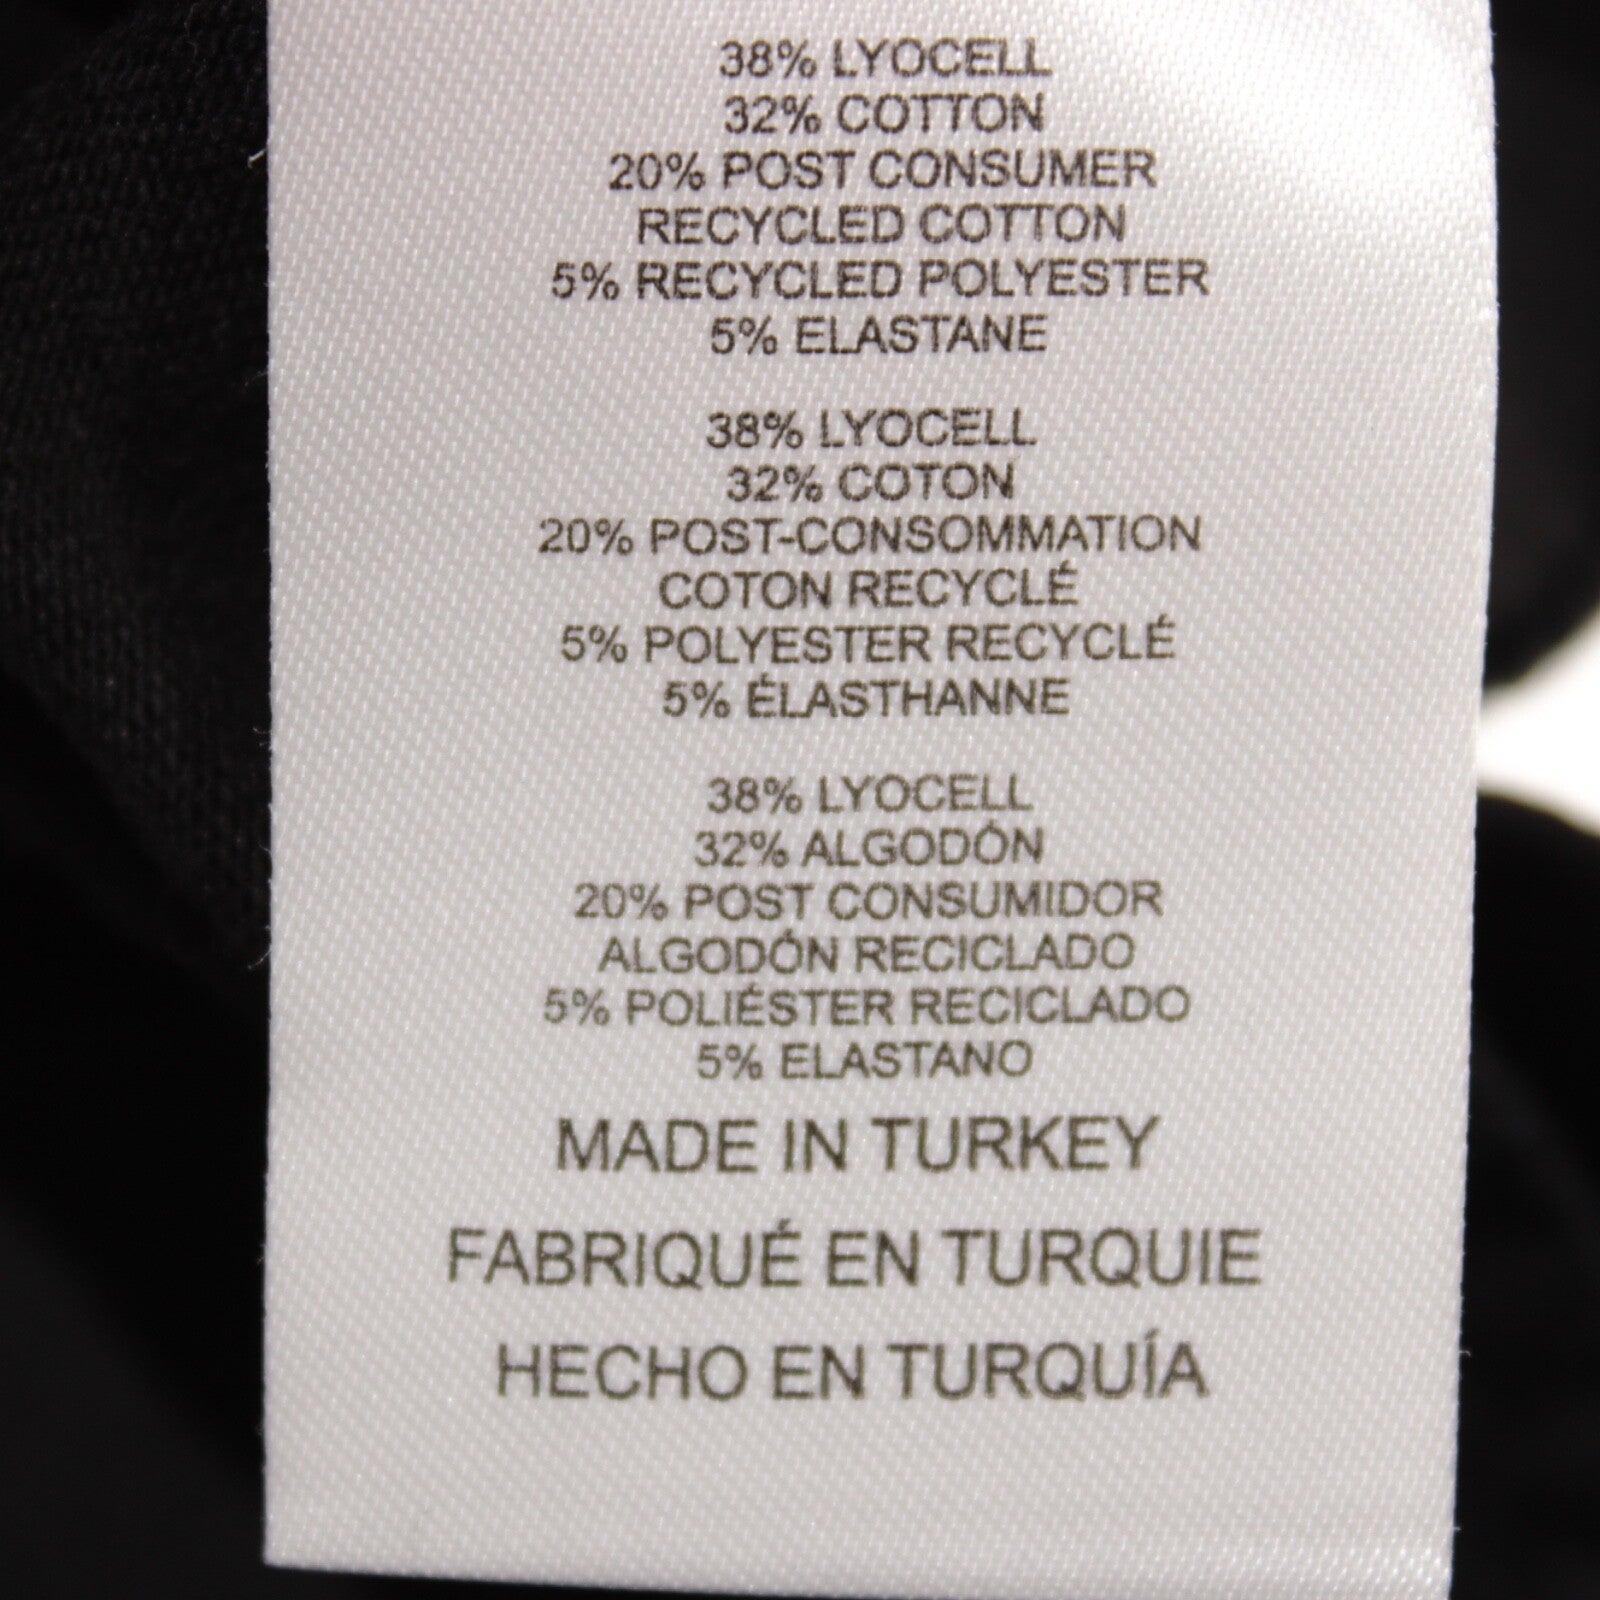 38% LYOCELL
32% COTTON
20% POST CONSUMER
RECYCLED COTTON
5% RECYCLED POLYESTER
5% ELASTANE
38% LYOCELL
32% COTON
20% POST-CONSOMMATION
COTON RECYCLÉ
5% POLYESTER RECYCLÉ
5% ÉLASTHANNE
38% LYOCELL
32% ALGODÓN
20% POST CONSUMIDOR
ALGODÓN RECICLADO
5% POLIÉSTER RECICLADO
5% ELASTANO
MADE IN TURKEY
FABRIQUÉ EN TURQUIE
HECHO EN TURQUÍA